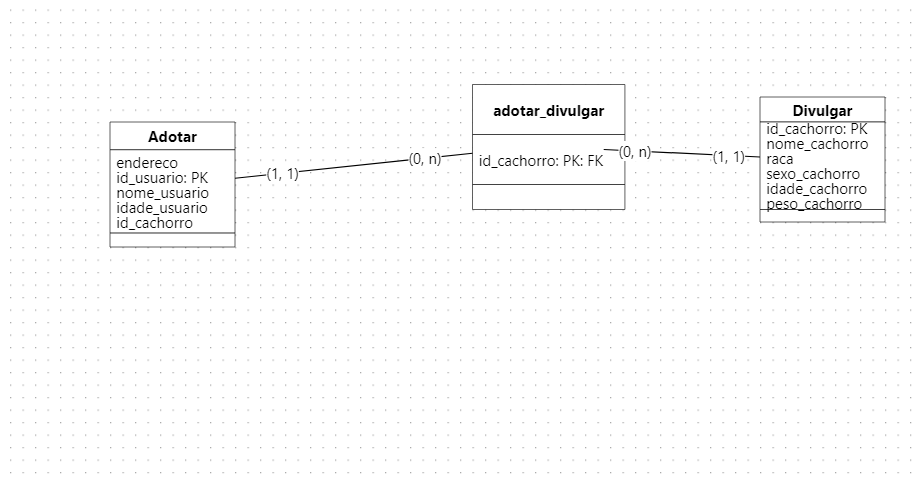 Adotar
endereco
id_usuario: PK
nome_usuario
idade_usuario
id_cachorro
(1, 1)
(0, n)
adotar_divulgar
id_cachorro: PK: FK
(0, n)
(1, 1)
Divulgar
id_cachorro: PK
nome_cachorro
raca
sexo_cachorro
idade_cachorro
peso_cachorro